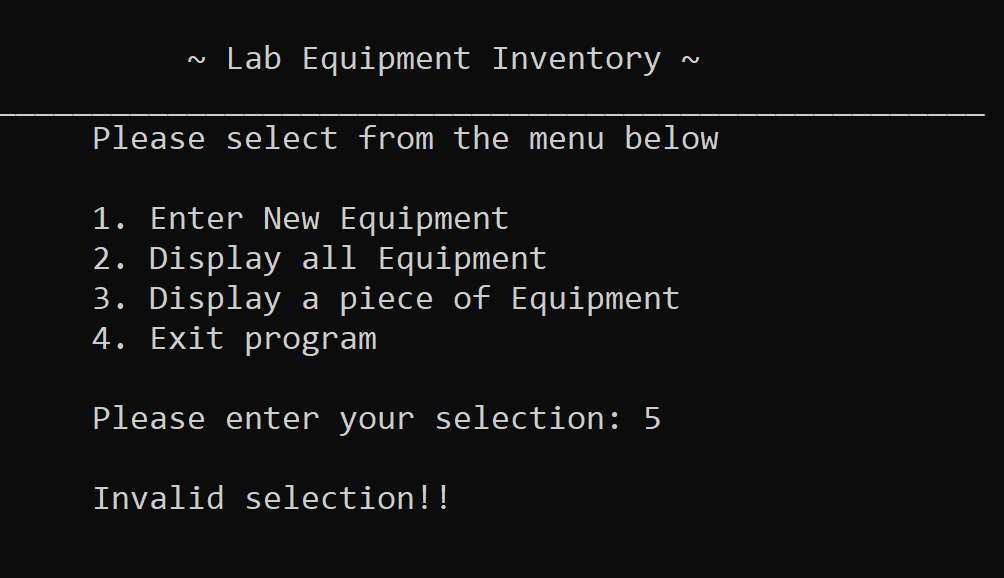 ~ Lab Equipment Inventory ~
Please select from the menu below
1. Enter New Equipment
2. Display all Equipment
3. Display a piece of Equipment
4. Exit program
Please enter your selection: 5
Invalid selection!!